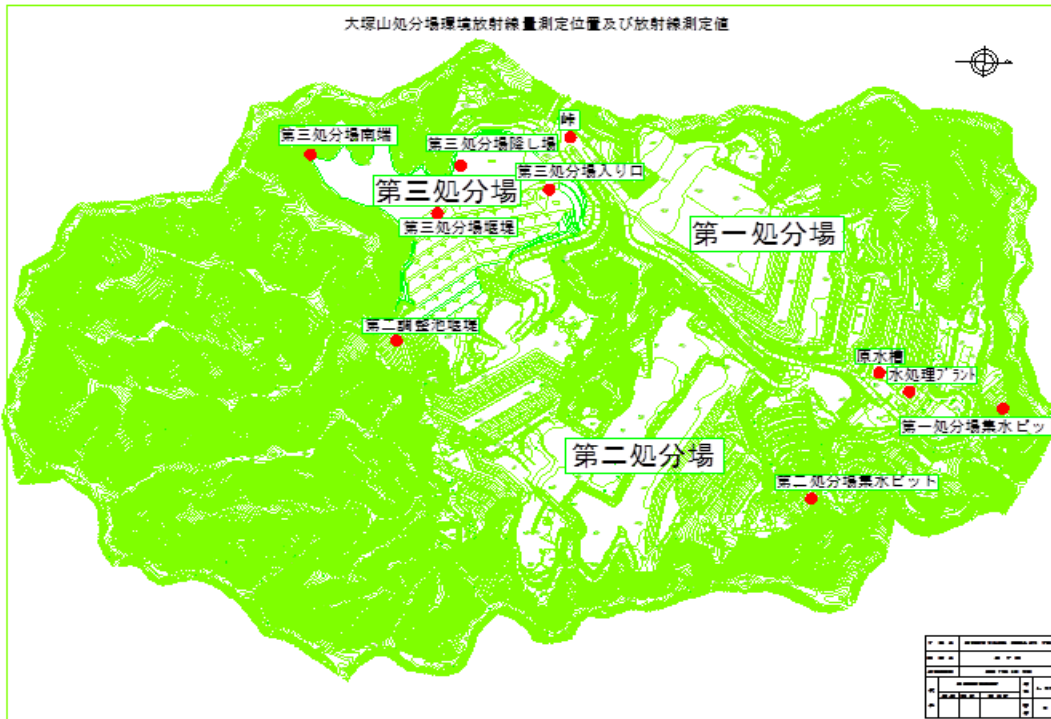 大塚山処分場環境放射線量測定位置及び放射線測定値
峠
第三処分場南端
第三処分場降し場
第三処分場入り口
第三処分場
第三処分場堰堤
第一処分場
第二調整池堰堤
原水槽
水処理プラント
第一処分場集水ピッ
第二処分場
第二処分場集水ピット